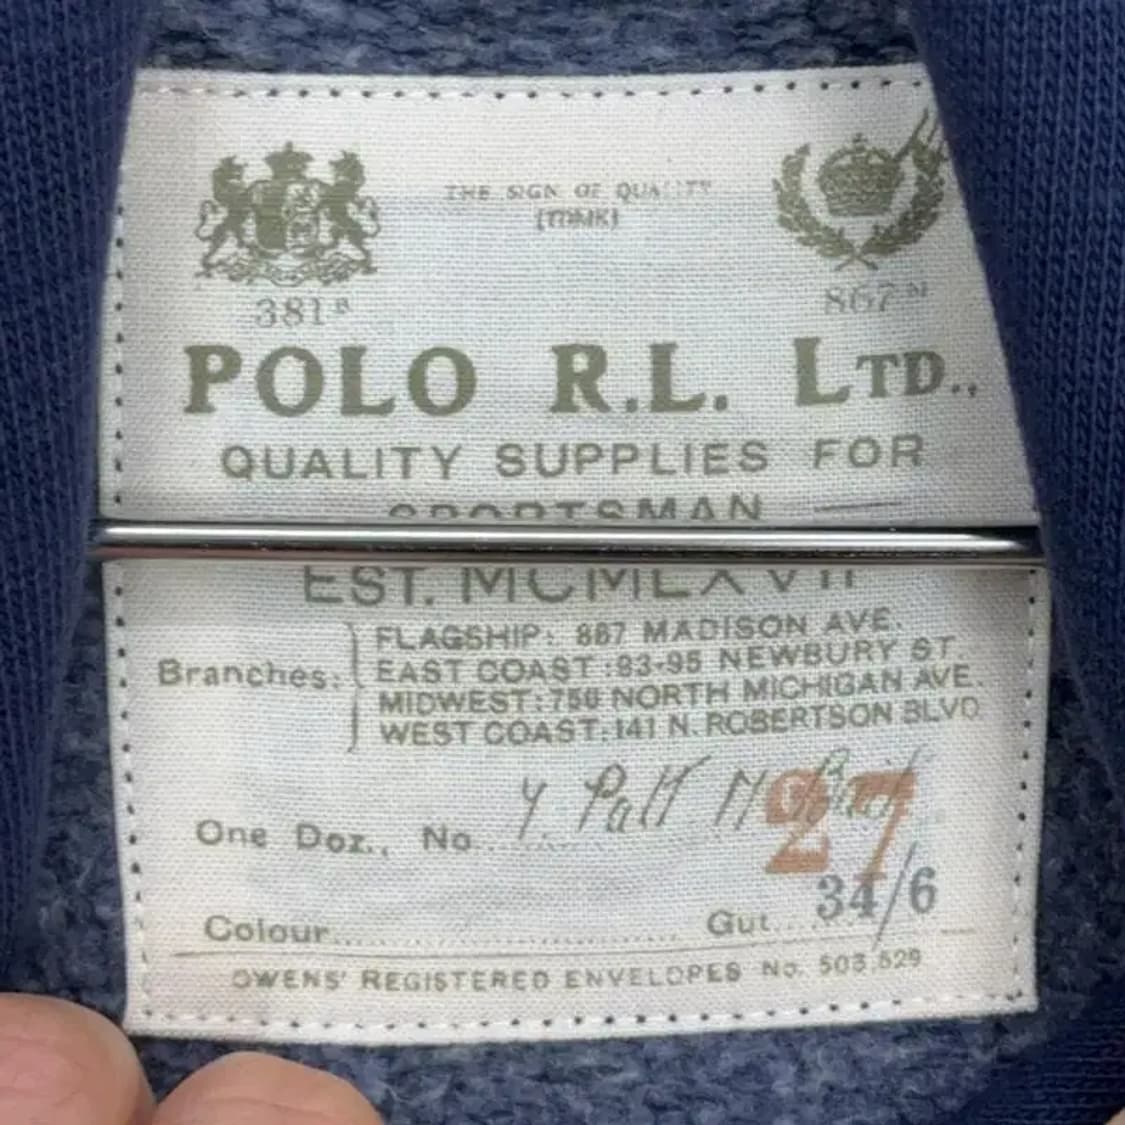 THE SIGN OF QUALITY
381 R
867 M
POLO R.L. LTD.,
QUALITY SUPPLIES FOR
SPORTSMAN
EST. MCMLXVII
Branches:
FLAGSHIP: 867 MADISON AVE.
EAST COAST: 93-95 NEWBURY ST.
MIDWEST: 750 NORTH MICHIGAN AVE.
WEST COAST: 141 N. ROBERTSON BLVD.
27
One Doz., No.
34/6
Colour
Gut
OWENS' REGISTERED ENVELOPES No. 503,529